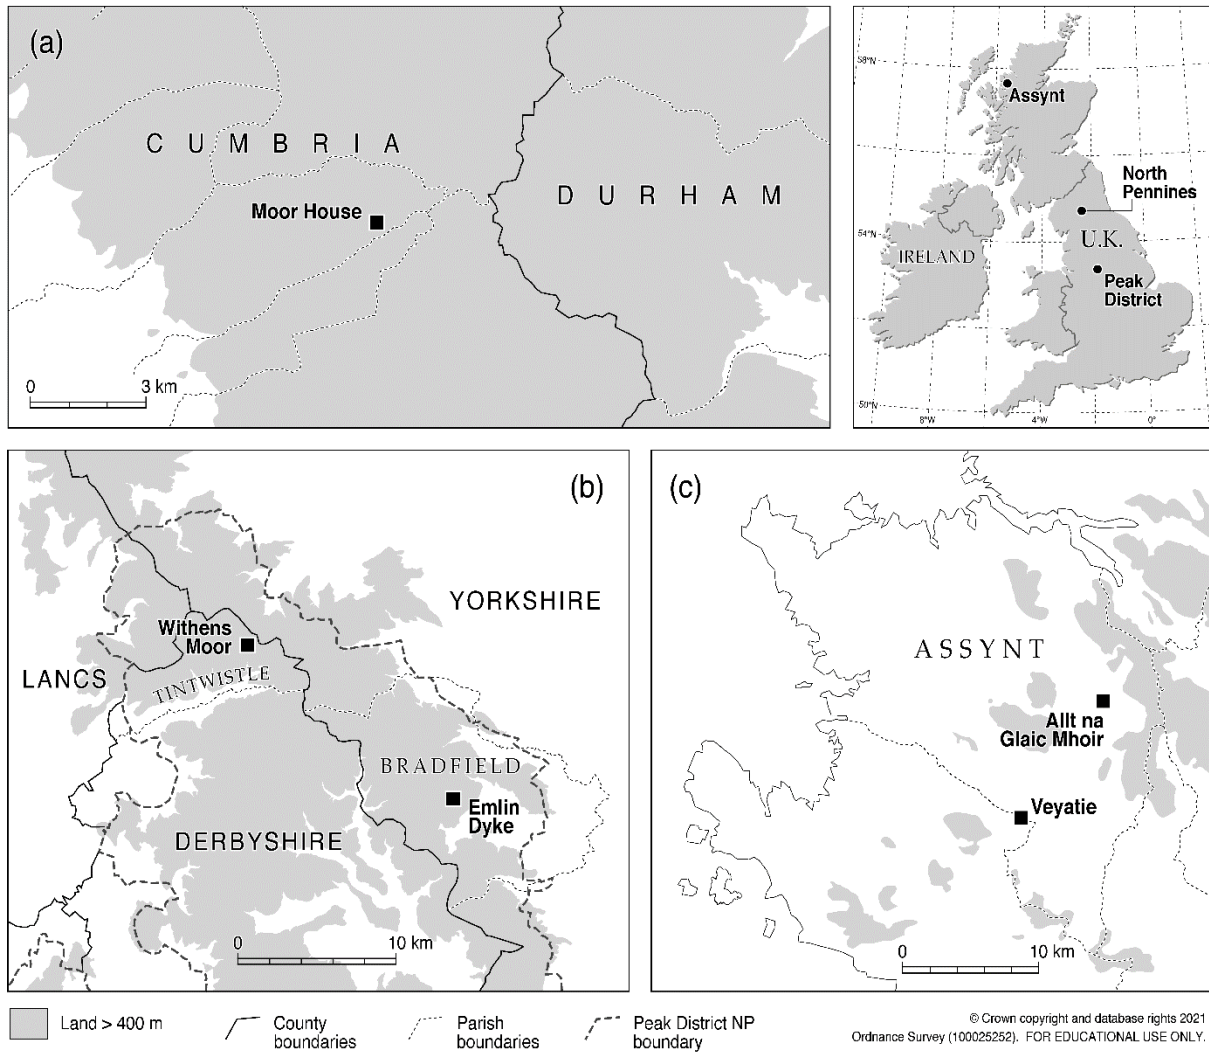 (a)
CUMBRIA
DURHAM
Moor House
0 3 km
58°N
Assynt
North
Pennines
54°N
U.K.
IRELAND
Peak
District
50°N
8°W 4°W 0°
(b)
YORKSHIRE
Withens
Moor
LANCS
TINTWISTLE
BRADFIELD
Emlin
Dyke
DERBYSHIRE
0 10 km
(c)
ASSYNT
Allt na
Glaic Mhoir
Veyatie
0 10 km
Land > 400 m
County
boundaries
Parish
boundaries
Peak District NP
boundary
© Crown copyright and database rights 2021
Ordnance Survey (100025252). FOR EDUCATIONAL USE ONLY.